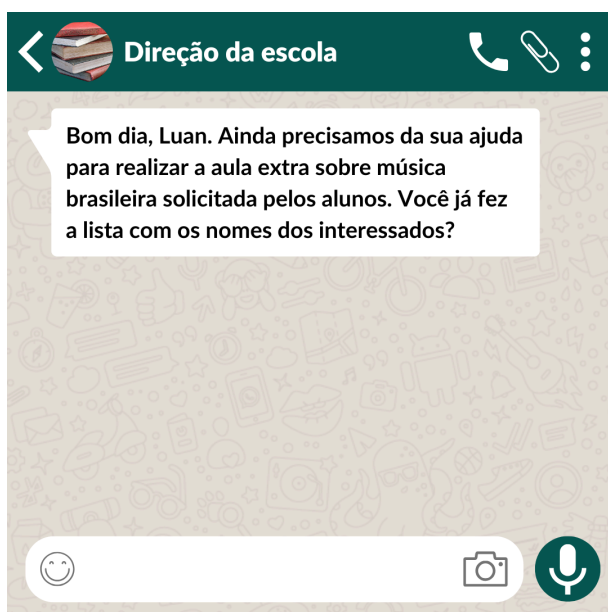 Direção da escola
Bom dia, Luan. Ainda precisamos da sua ajuda
para realizar a aula extra sobre música
brasileira solicitada pelos alunos. Você já fez
a lista com os nomes dos interessados?